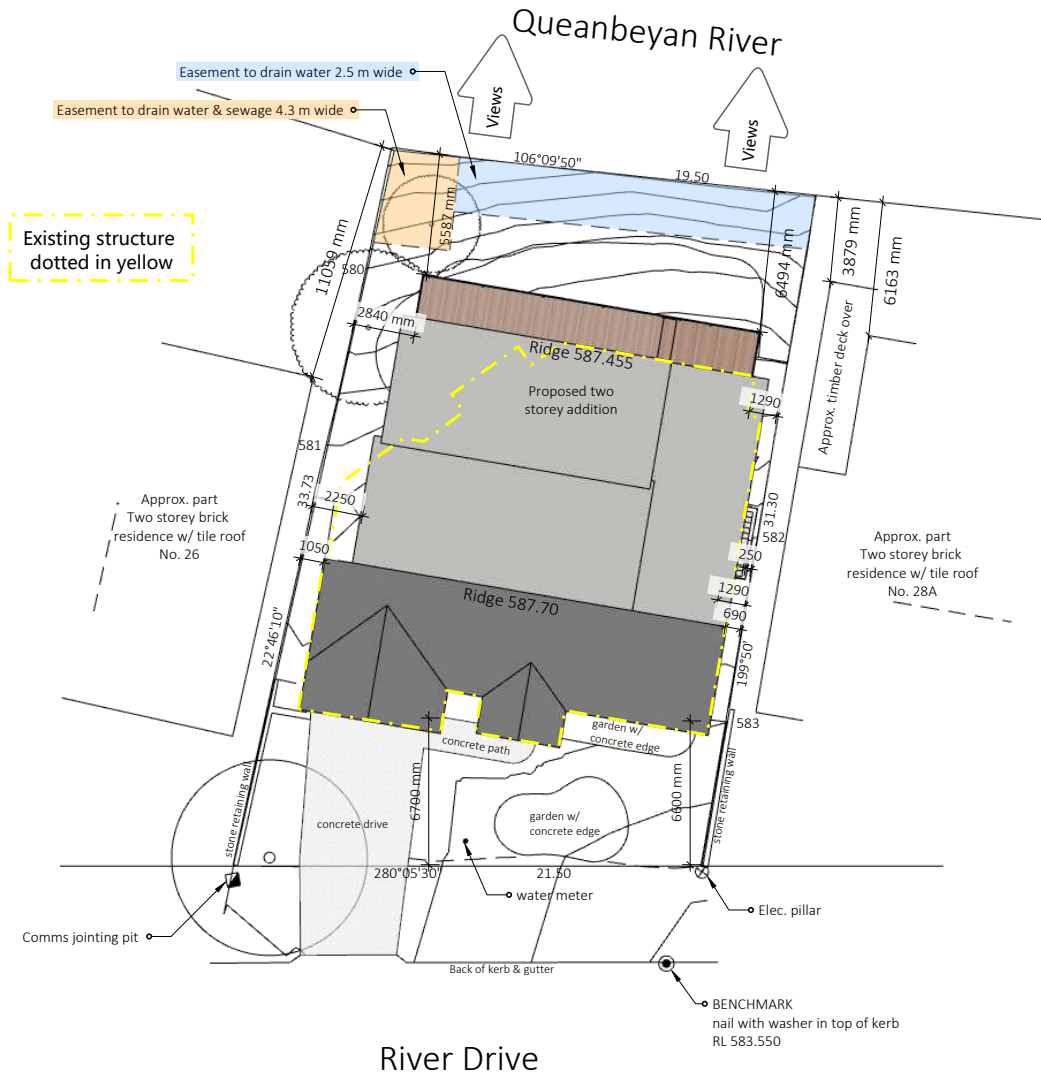 Queanbeyan River
Easement to drain water 2.5 m wide
Easement to drain water & sewage 4.3 m wide
Views
Views
106°09'50"
19.50
Existing structure
dotted in yellow
11059 mm
5587 mm
6494 mm
3879 mm
6163 mm
580
2840 mm
Ridge 587.455
Proposed two
storey addition
1290
Approx. timber deck over
581
33.73
2250
31.30
582
Approx. part
Two storey brick
residence w/ tile roof
No. 26
Approx. part
Two storey brick
residence w/ tile roof
No. 28A
1050
250
1290
690
Ridge 587.70
22°46'10"
199°50'
583
garden w/
concrete edge
concrete path
stone retaining wall
stone retaining wall
6700 mm
6600 mm
concrete drive
garden w/
concrete edge
280°05'30"
21.50
water meter
Elec. pillar
Comms jointing pit
Back of kerb & gutter
BENCHMARK
nail with washer in top of kerb
RL 583.550
River Drive